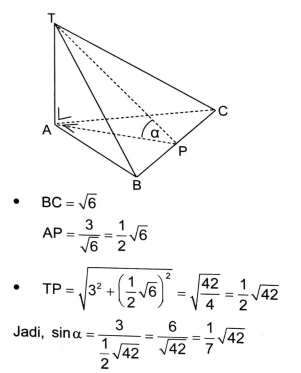 T
C
A
α
P
B
• BC = √6
AP = 3/√6 = 1/2 √6
• TP = √(3² + (1/2 √6)²) = √(42/4) = 1/2 √42
Jadi, sin α = 3/(1/2 √42) = 6/√42 = 1/7 √42